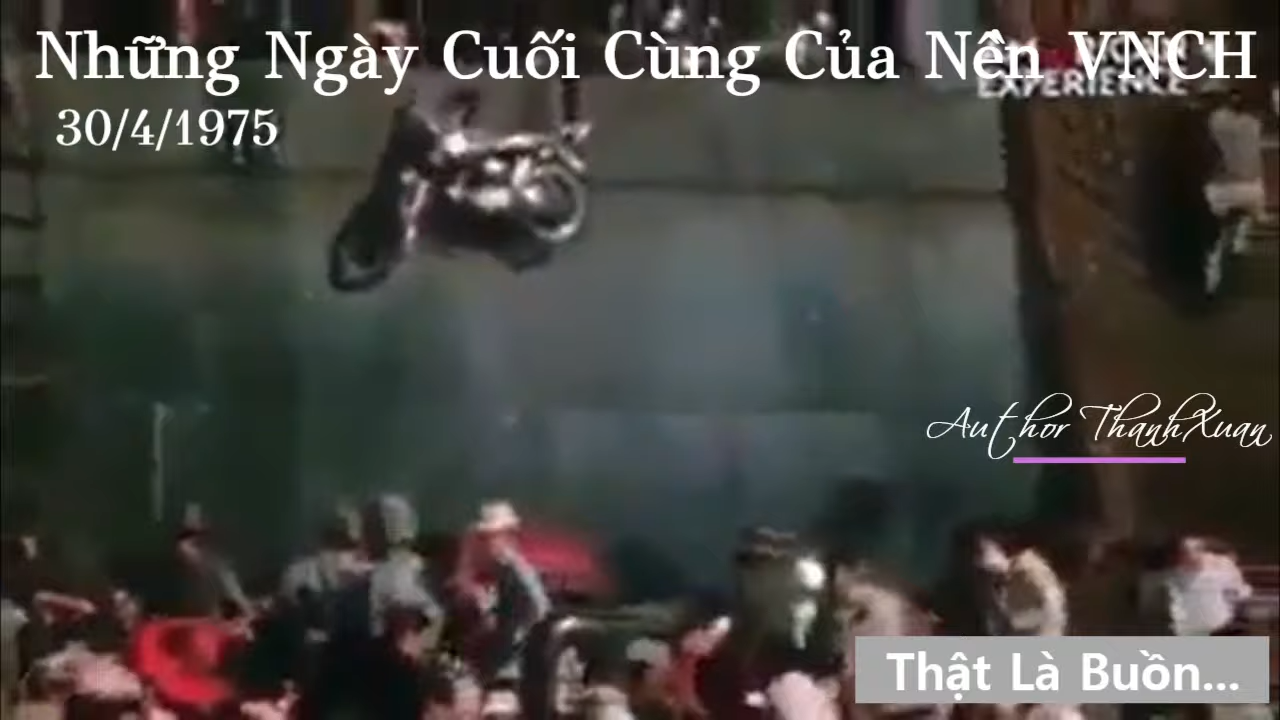 Những Ngày Cuối Cùng Của Nền VNCH
EXPERIENCE
30/4/1975
Author ThanhXuan
Thật Là Buồn...